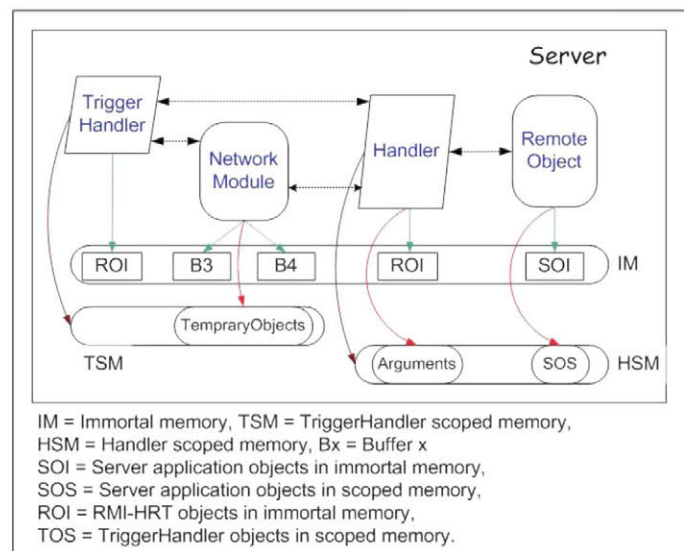 Server
Trigger
Handler
Network
Module
Handler
Remote
Object
ROI B3 B4 ROI SOI IM
TempraryObjects
TSM
Arguments SOS HSM
IM = Immortal memory, TSM = TriggerHandler scoped memory,
HSM = Handler scoped memory, Bx = Buffer x
SOI = Server application objects in immortal memory,
SOS = Server application objects in scoped memory,
ROI = RMI-HRT objects in immortal memory,
TOS = TriggerHandler objects in scoped memory.